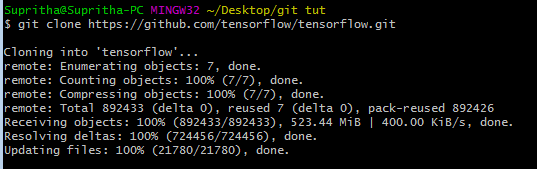 Supritha@Supritha-PC MINGW32 ~/Desktop/git tut
$ git clone https://github.com/tensorflow/tensorflow.git
Cloning into 'tensorflow'...
remote: Enumerating objects: 7, done.
remote: Counting objects: 100% (7/7), done.
remote: Compressing objects: 100% (7/7), done.
remote: Total 892433 (delta 0), reused 7 (delta 0), pack-reused 892426
Receiving objects: 100% (892433/892433), 523.44 MiB | 400.00 KiB/s, done.
Resolving deltas: 100% (724456/724456), done.
Updating files: 100% (21780/21780), done.